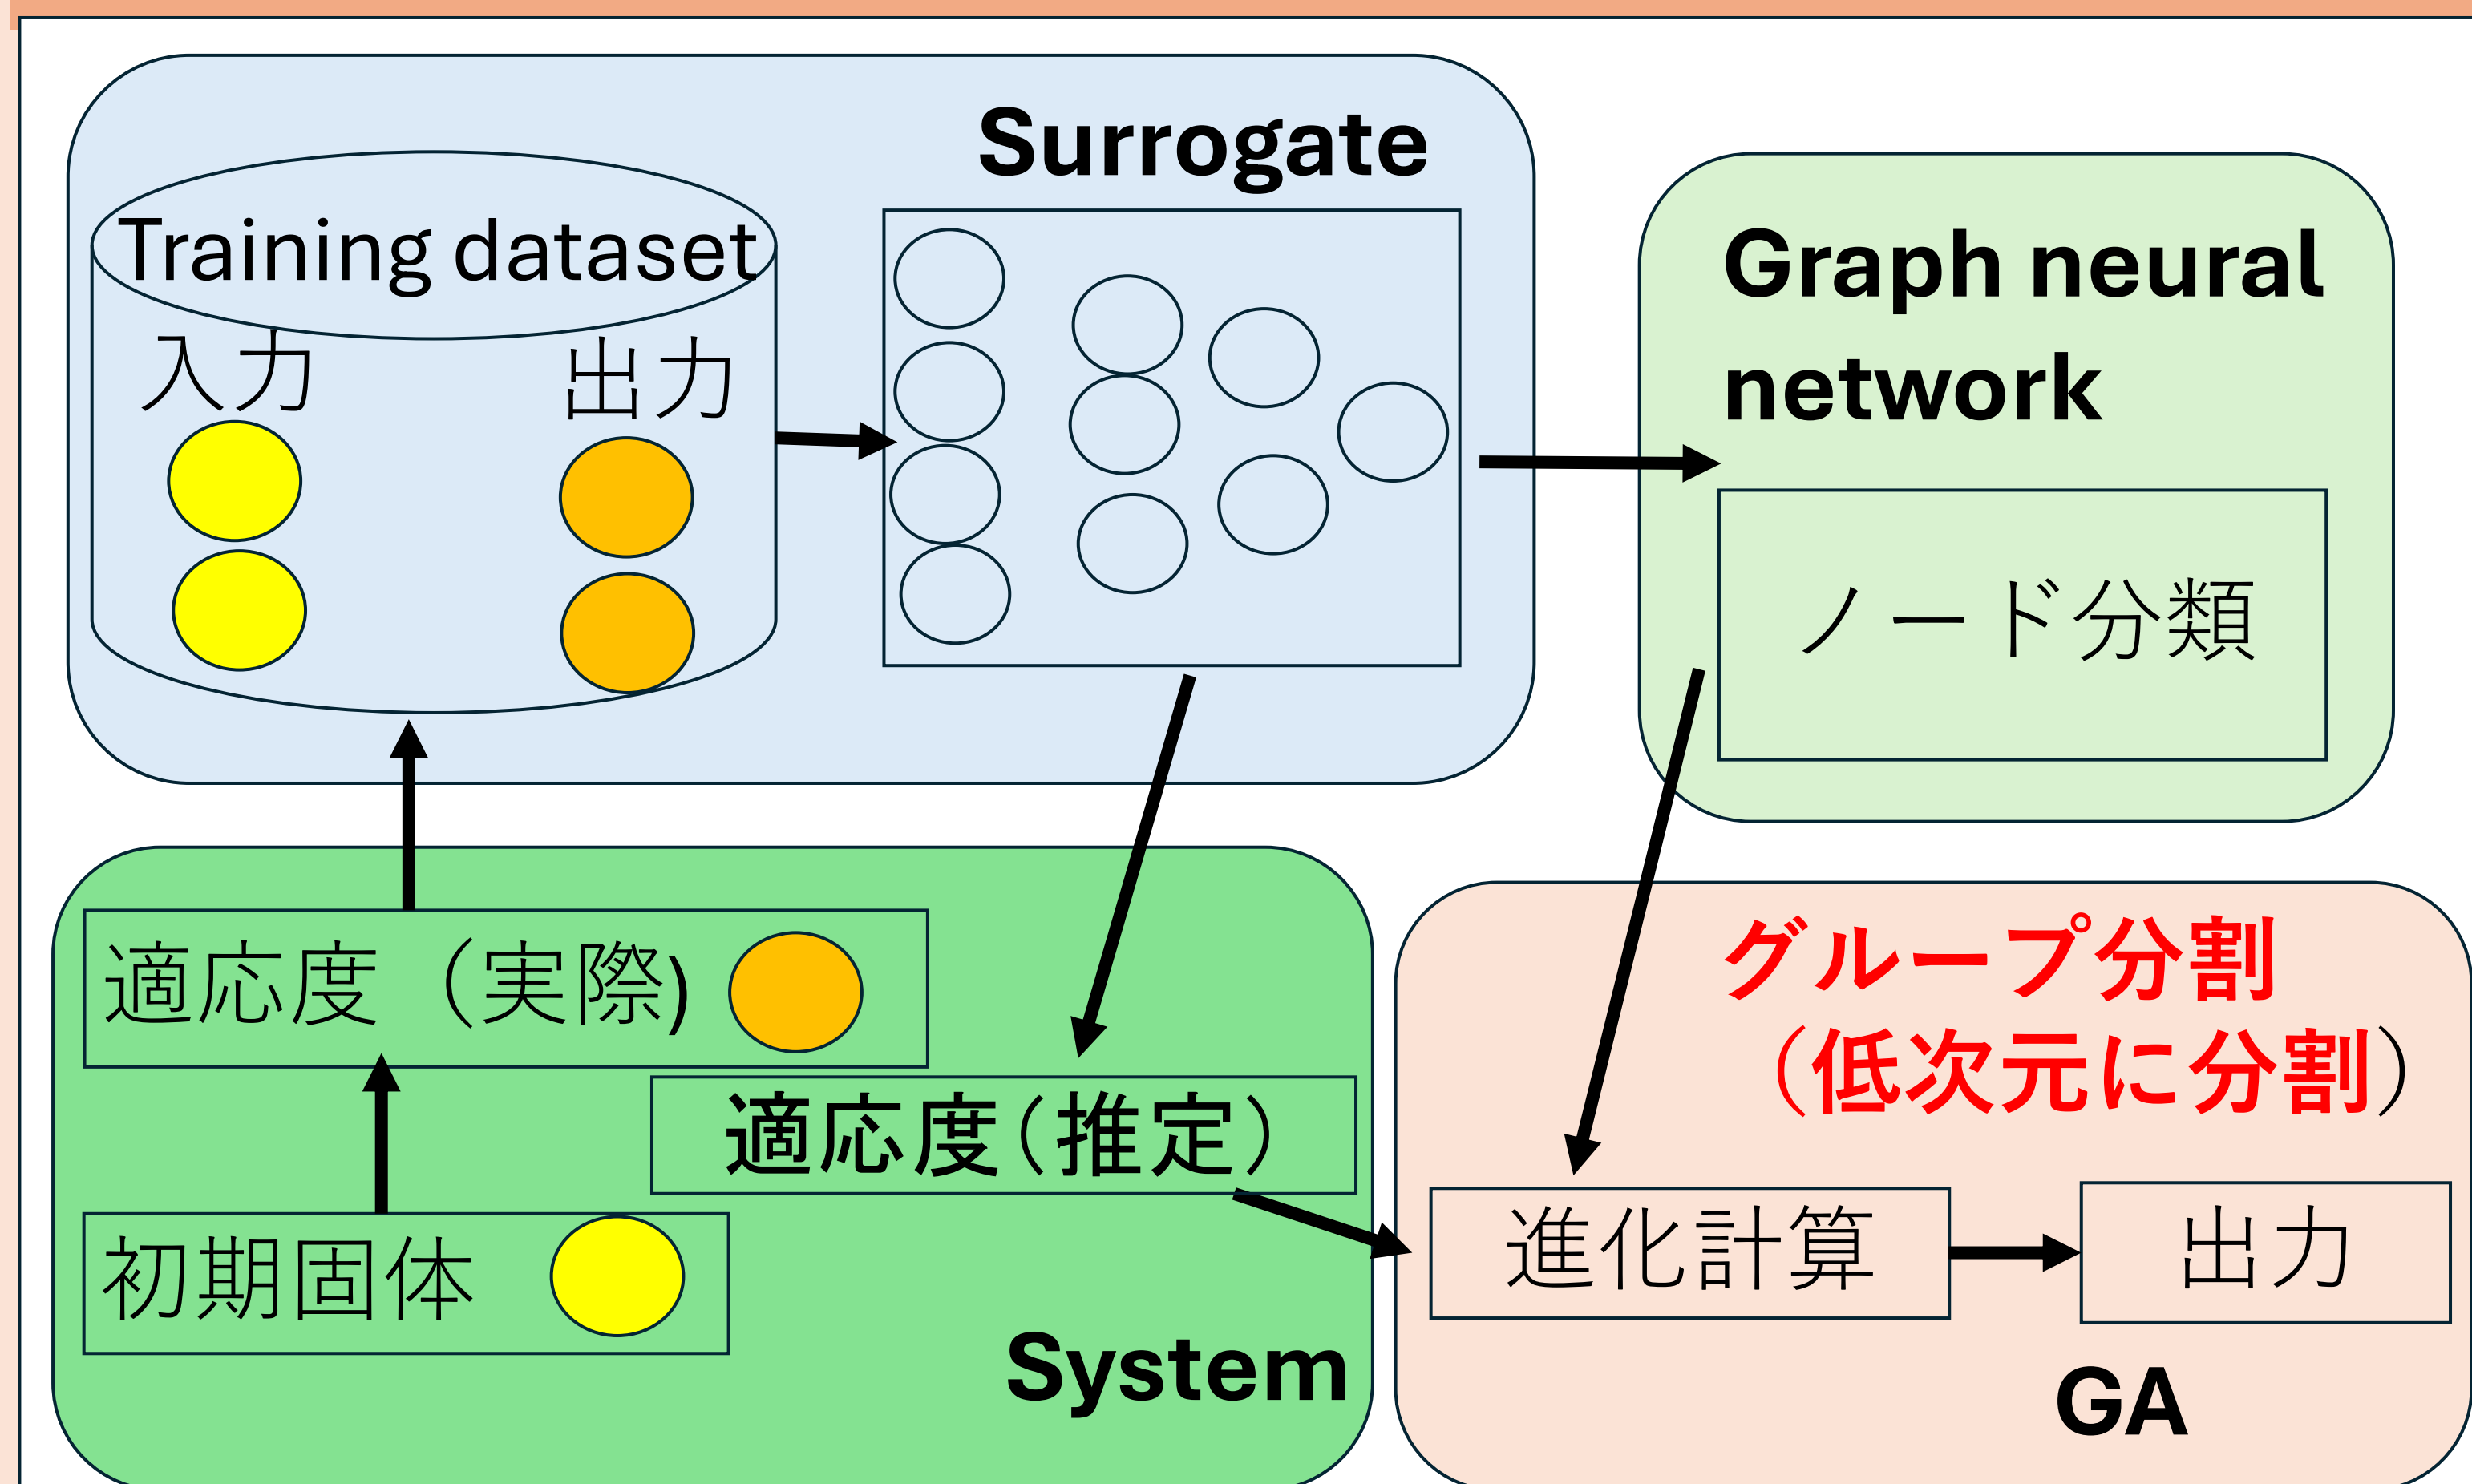 Surrogate
Training dataset
入力
出力
Graph neural
network
ノード分類
適応度（実際)
適応度(推定)
初期固体
System
グループ分割
（低次元に分割）
進化計算
出力
GA